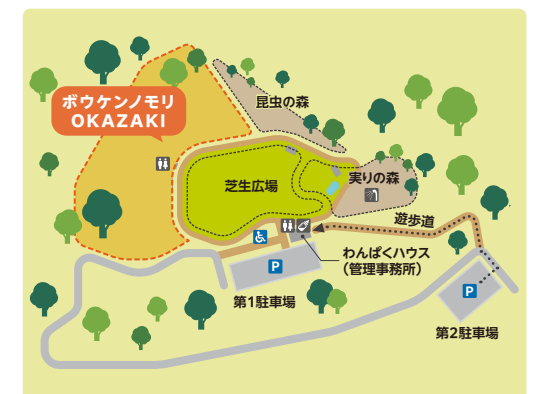 ボウケンノモリ
OKAZAKI
昆虫の森
芝生広場
実りの森
遊歩道
わんぱくハウス
（管理事務所）
P
第1駐車場
P
第2駐車場